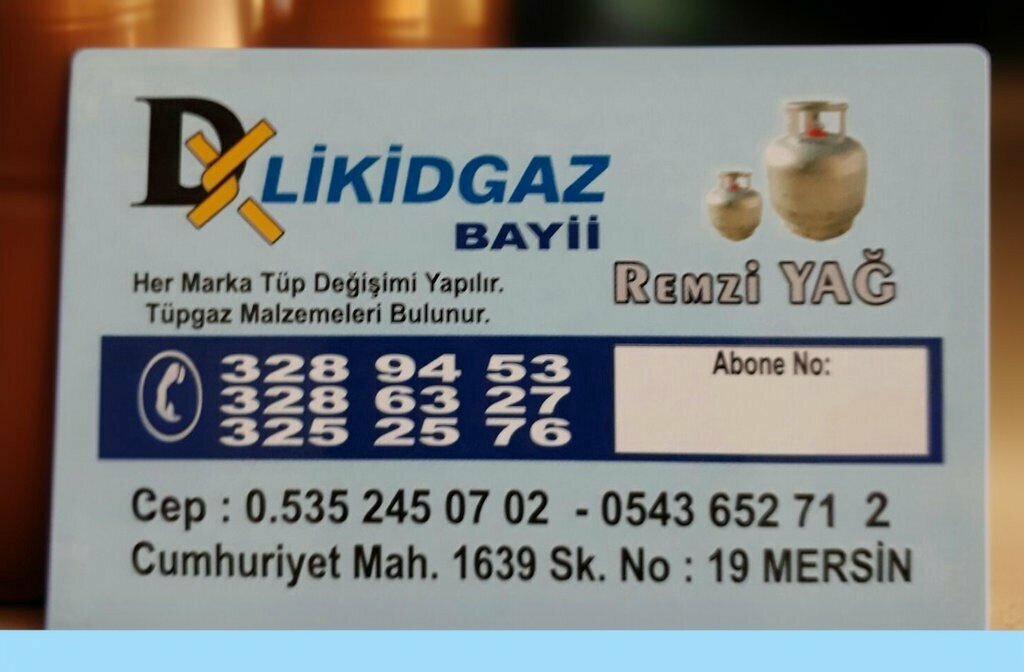 D LİKİDGAZ
BAYİİ
Her Marka Tüp Değişimi Yapılır.
Tüpgaz Malzemeleri Bulunur.
REMZİ YAĞ
328 94 53
328 63 27
325 25 76
Abone No:
Cep : 0.535 245 07 02 - 0543 652 71 2
Cumhuriyet Mah. 1639 Sk. No : 19 MERSİN